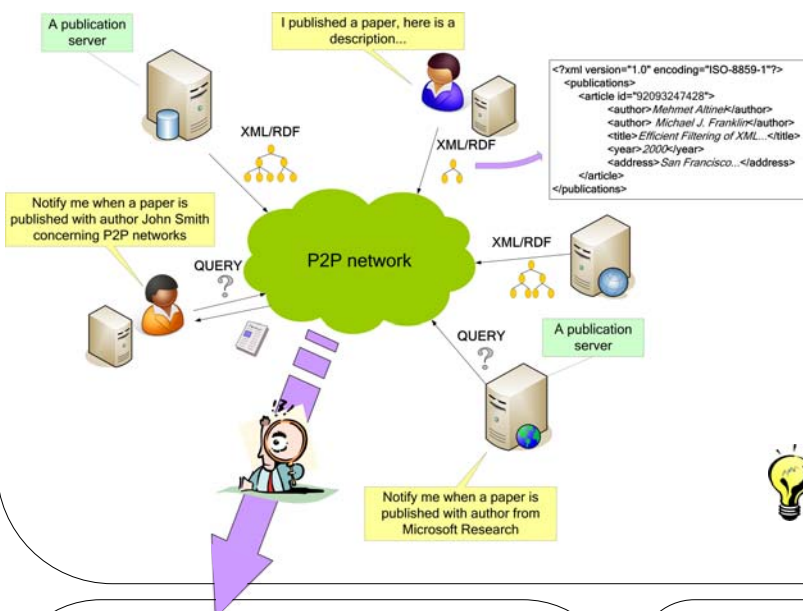 A publication
server
I published a paper, here is a
description...
<?xml version="1.0" encoding="ISO-8859-1"?>
<publications>
<article id="92093247428">
<author>Mehmet Altinel</author>
<author> Michael J. Franklin</author>
<title>Efficient Filtering of XML...</title>
<year>2000</year>
<address>San Francisco...</address>
</article>
</publications>
XML/RDF
XML/RDF
Notify me when a paper is
published with author John Smith
concerning P2P networks
QUERY
?
P2P network
XML/RDF
QUERY
?
A publication
server
Notify me when a paper is
published with author from
Microsoft Research